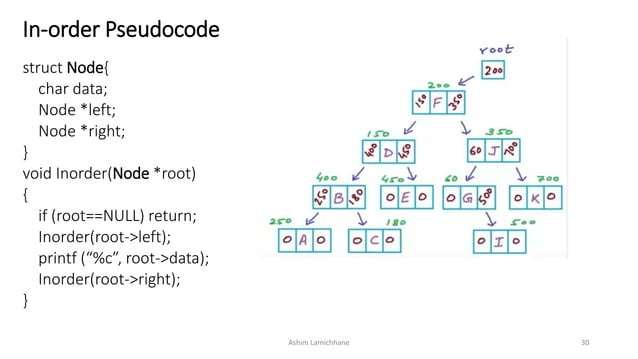 In-order Pseudocode
struct Node{
char data;
Node *left;
Node *right;
}
void Inorder(Node *root)
{
if (root==NULL) return;
Inorder(root->left);
printf (“%c”, root->data);
Inorder(root->right);
}
root
200
200
150 F 350
150
400 D 450
350
60 J 700
400
250 B 180
450
0 E 0
60
0 G 500
700
0 K 0
250
0 A 0
180
0 C 0
500
0 I 0
Ashim Lamichhane
30